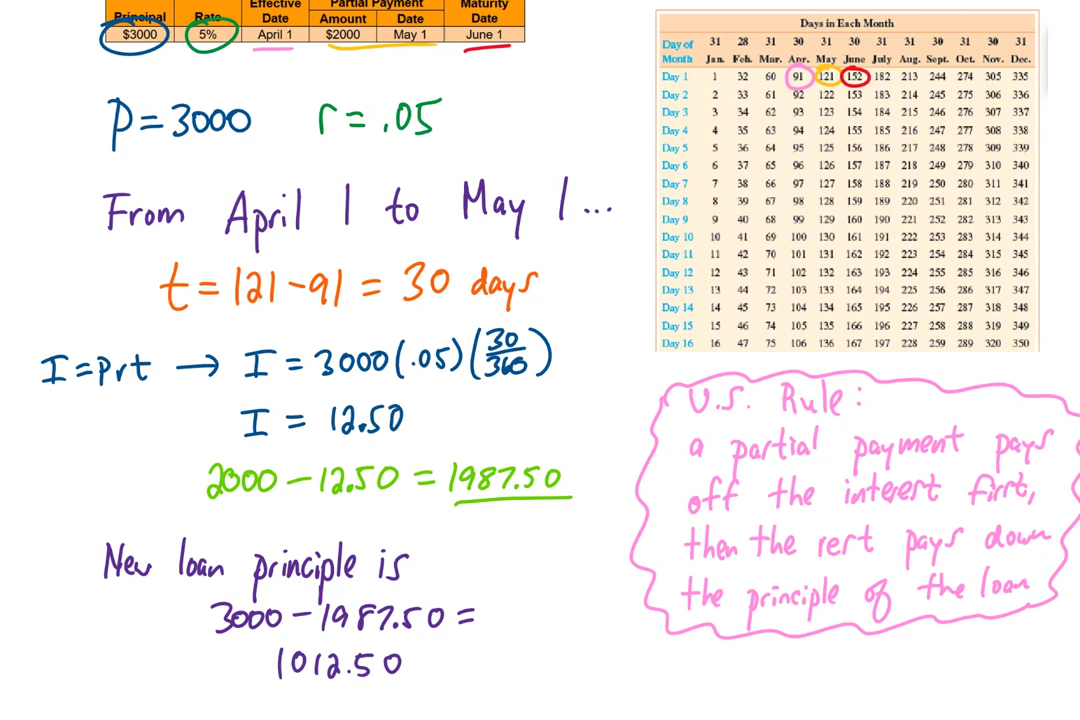 Effective Partial Payment Maturity
Principal Rate Date Amount Date Date
$3000 5% April 1 $2000 May 1 June 1
P = 3000 r = .05
From April 1 to May 1...
t = 121 - 91 = 30 days
I = Prt → I = 3000 (.05) (30/360)
I = 12.50
2000 - 12.50 = 1987.50
New loan principle is
3000 - 1987.50 =
1012.50
Days in Each Month
Day of 31 28 31 30 31 30 31 31 30 31 30 31
Month Jan. Feb. Mar. Apr. May June July Aug. Sept. Oct. Nov. Dec.
Day 1 1 32 60 91 121 152 182 213 244 274 305 335
Day 2 2 33 61 92 122 153 183 214 245 275 306 336
Day 3 3 34 62 93 123 154 184 215 246 276 307 337
Day 4 4 35 63 94 124 155 185 216 247 277 308 338
Day 5 5 36 64 95 125 156 186 217 248 278 309 339
Day 6 6 37 65 96 126 157 187 218 249 279 310 340
Day 7 7 38 66 97 127 158 188 219 250 280 311 341
Day 8 8 39 67 98 128 159 189 220 251 281 312 342
Day 9 9 40 68 99 129 160 190 221 252 282 313 343
Day 10 10 41 69 100 130 161 191 222 253 283 314 344
Day 11 11 42 70 101 131 162 192 223 254 284 315 345
Day 12 12 43 71 102 132 163 193 224 255 285 316 346
Day 13 13 44 72 103 133 164 194 225 256 286 317 347
Day 14 14 45 73 104 134 165 195 226 257 287 318 348
Day 15 15 46 74 105 135 166 196 227 258 288 319 349
Day 16 16 47 75 106 136 167 197 228 259 289 320 350
U.S. Rule:
a partial payment pays
off the interest first,
then the rest pays down
the principle of the loan